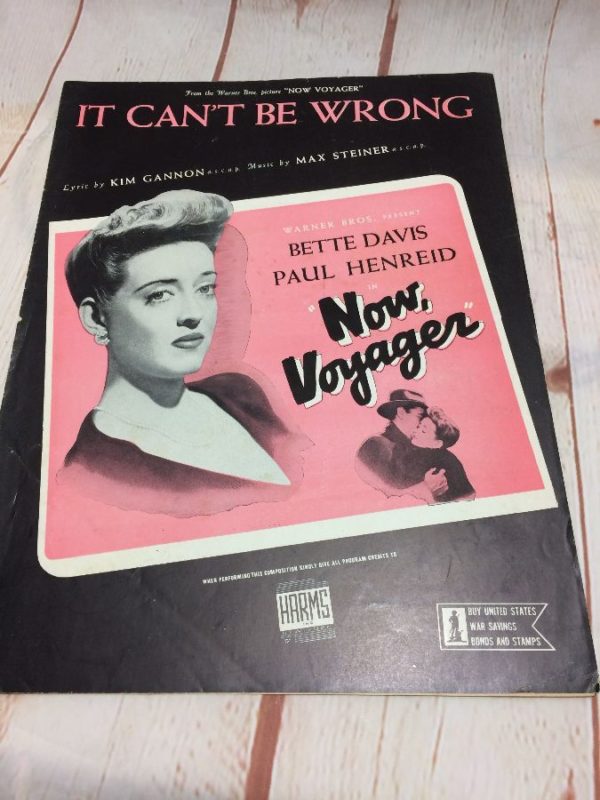 From the Warner Bros. picture "NOW VOYAGER"
IT CAN'T BE WRONG
Lyric by KIM GANNON a.s.c.a.p. Music by MAX STEINER a.s.c.a.p.
WARNER BROS. PRESENT
BETTE DAVIS
PAUL HENREID
IN
"Now, Voyager"
WHEN PERFORMING THIS COMPOSITION KINDLY GIVE ALL PROGRAM CREDITS TO
HARMS
INC.
BUY UNITED STATES
WAR SAVINGS
BONDS AND STAMPS